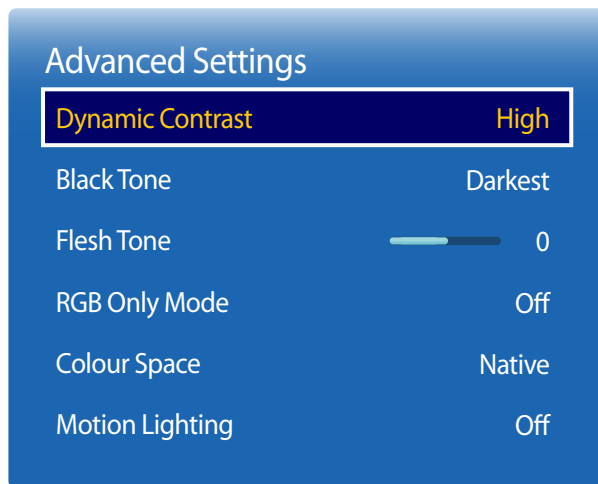 Advanced Settings
Dynamic Contrast High
Black Tone Darkest
Flesh Tone 0
RGB Only Mode Off
Colour Space Native
Motion Lighting Off